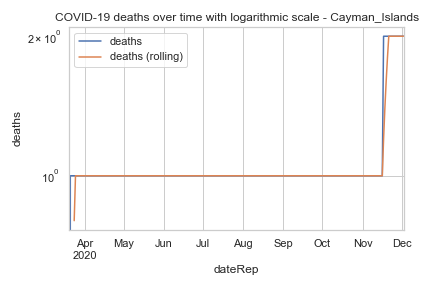 COVID-19 deaths over time with logarithmic scale - Cayman_Islands
2 × 10⁰
deaths
deaths (rolling)
deaths
10⁰
Apr May Jun Jul Aug Sep Oct Nov Dec
2020
dateRep